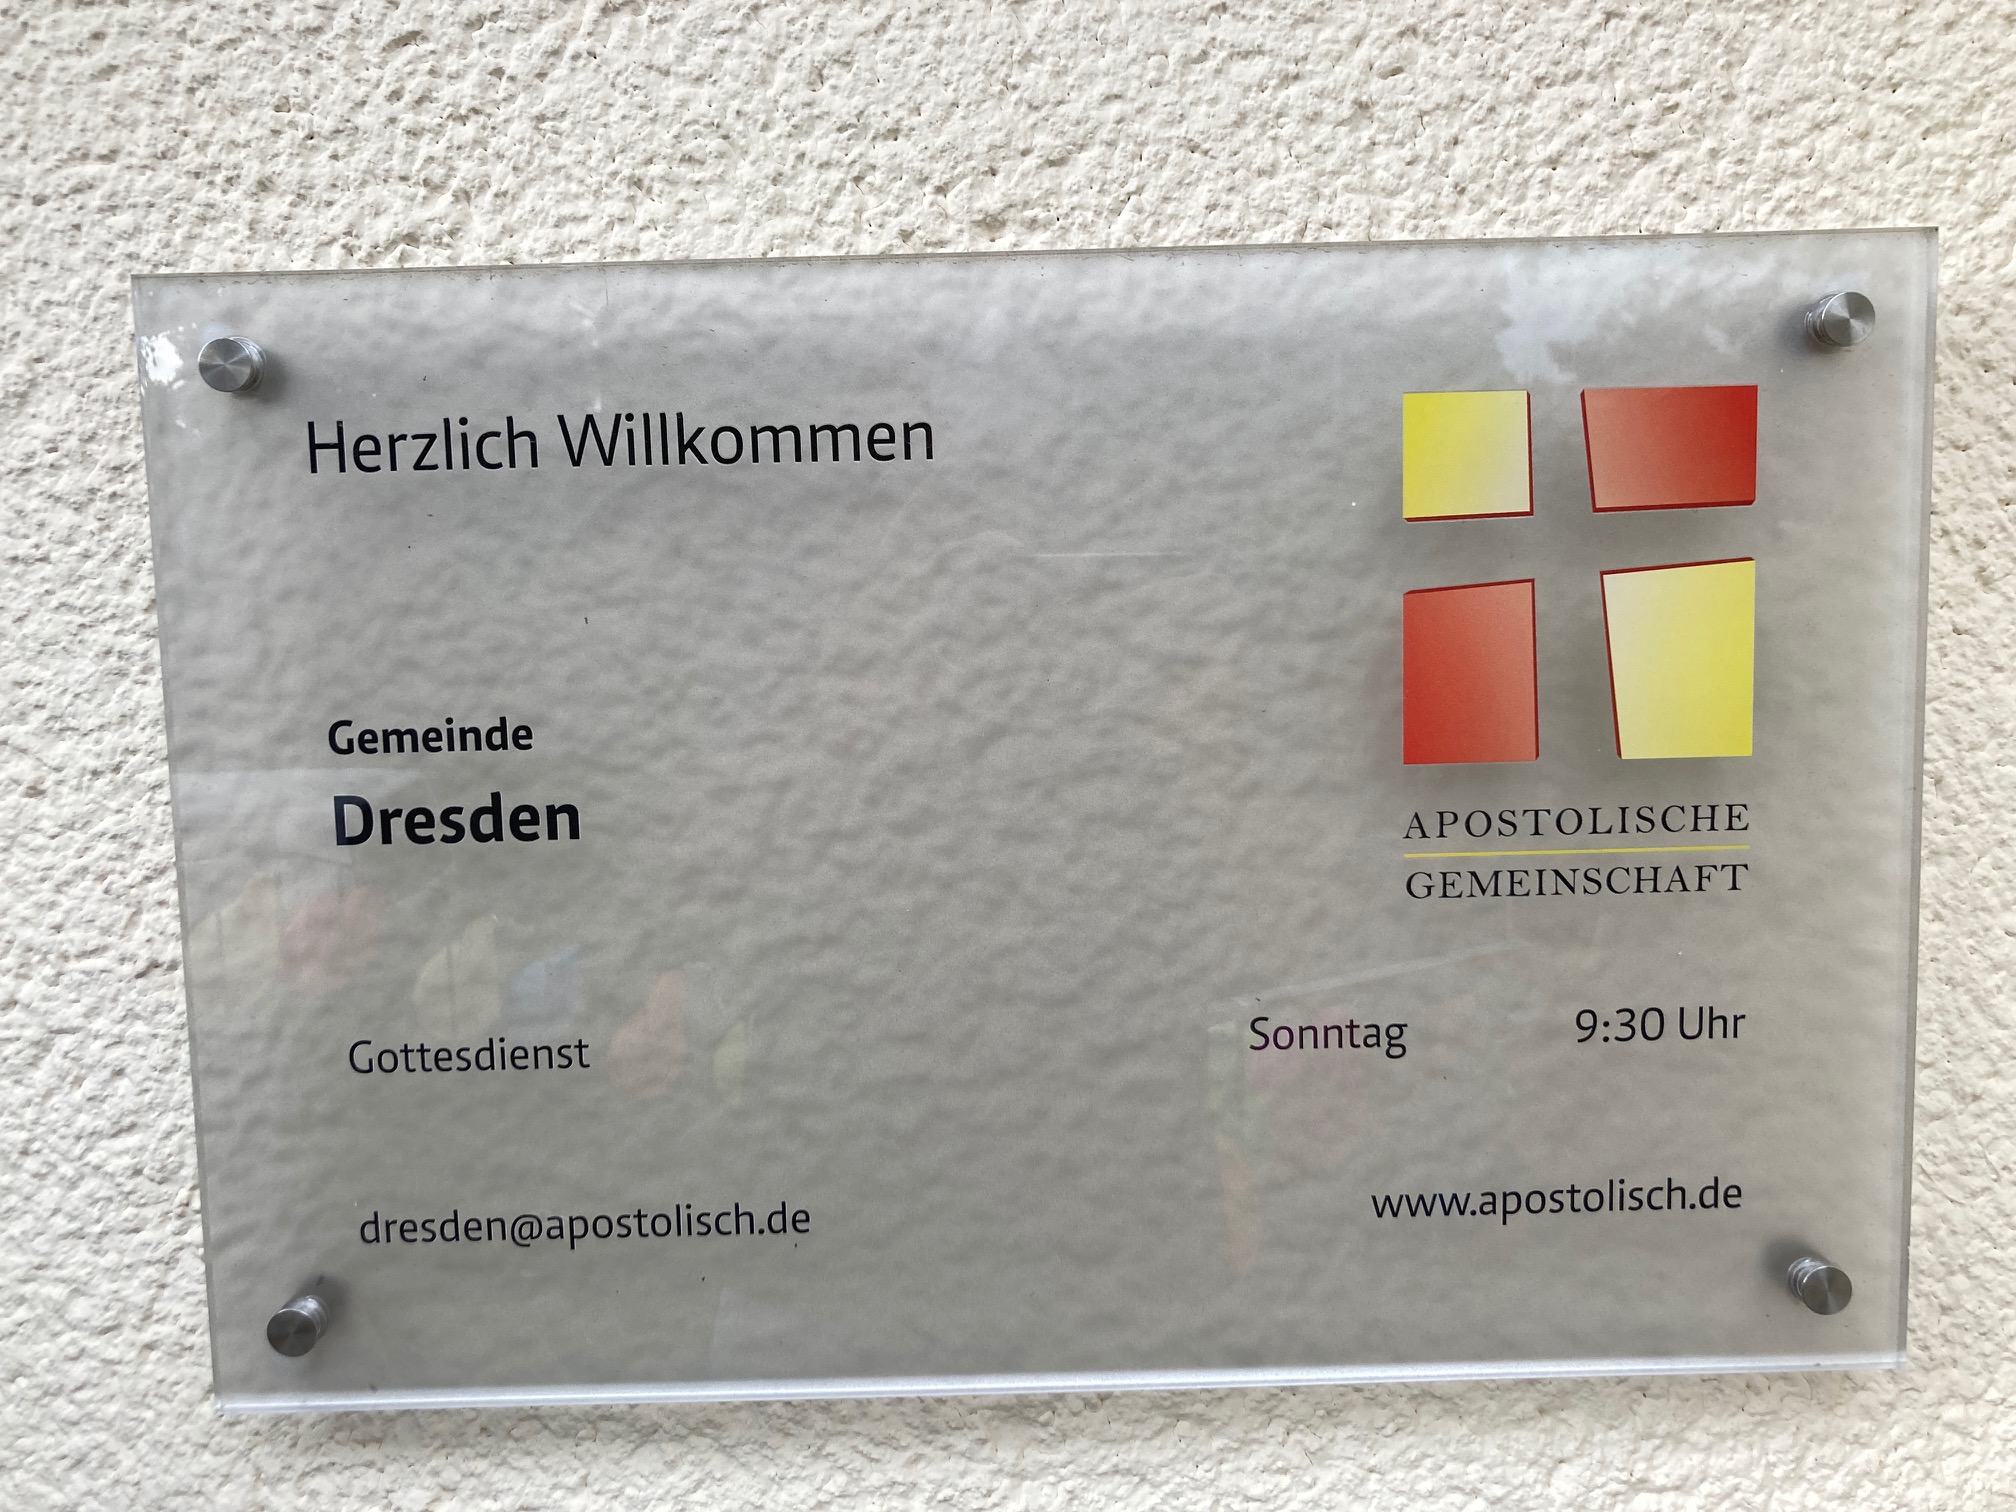 Herzlich Willkommen
Gemeinde
Dresden
APOSTOLISCHE
GEMEINSCHAFT
Gottesdienst Sonntag 9:30 Uhr
dresden@apostolisch.de www.apostolisch.de